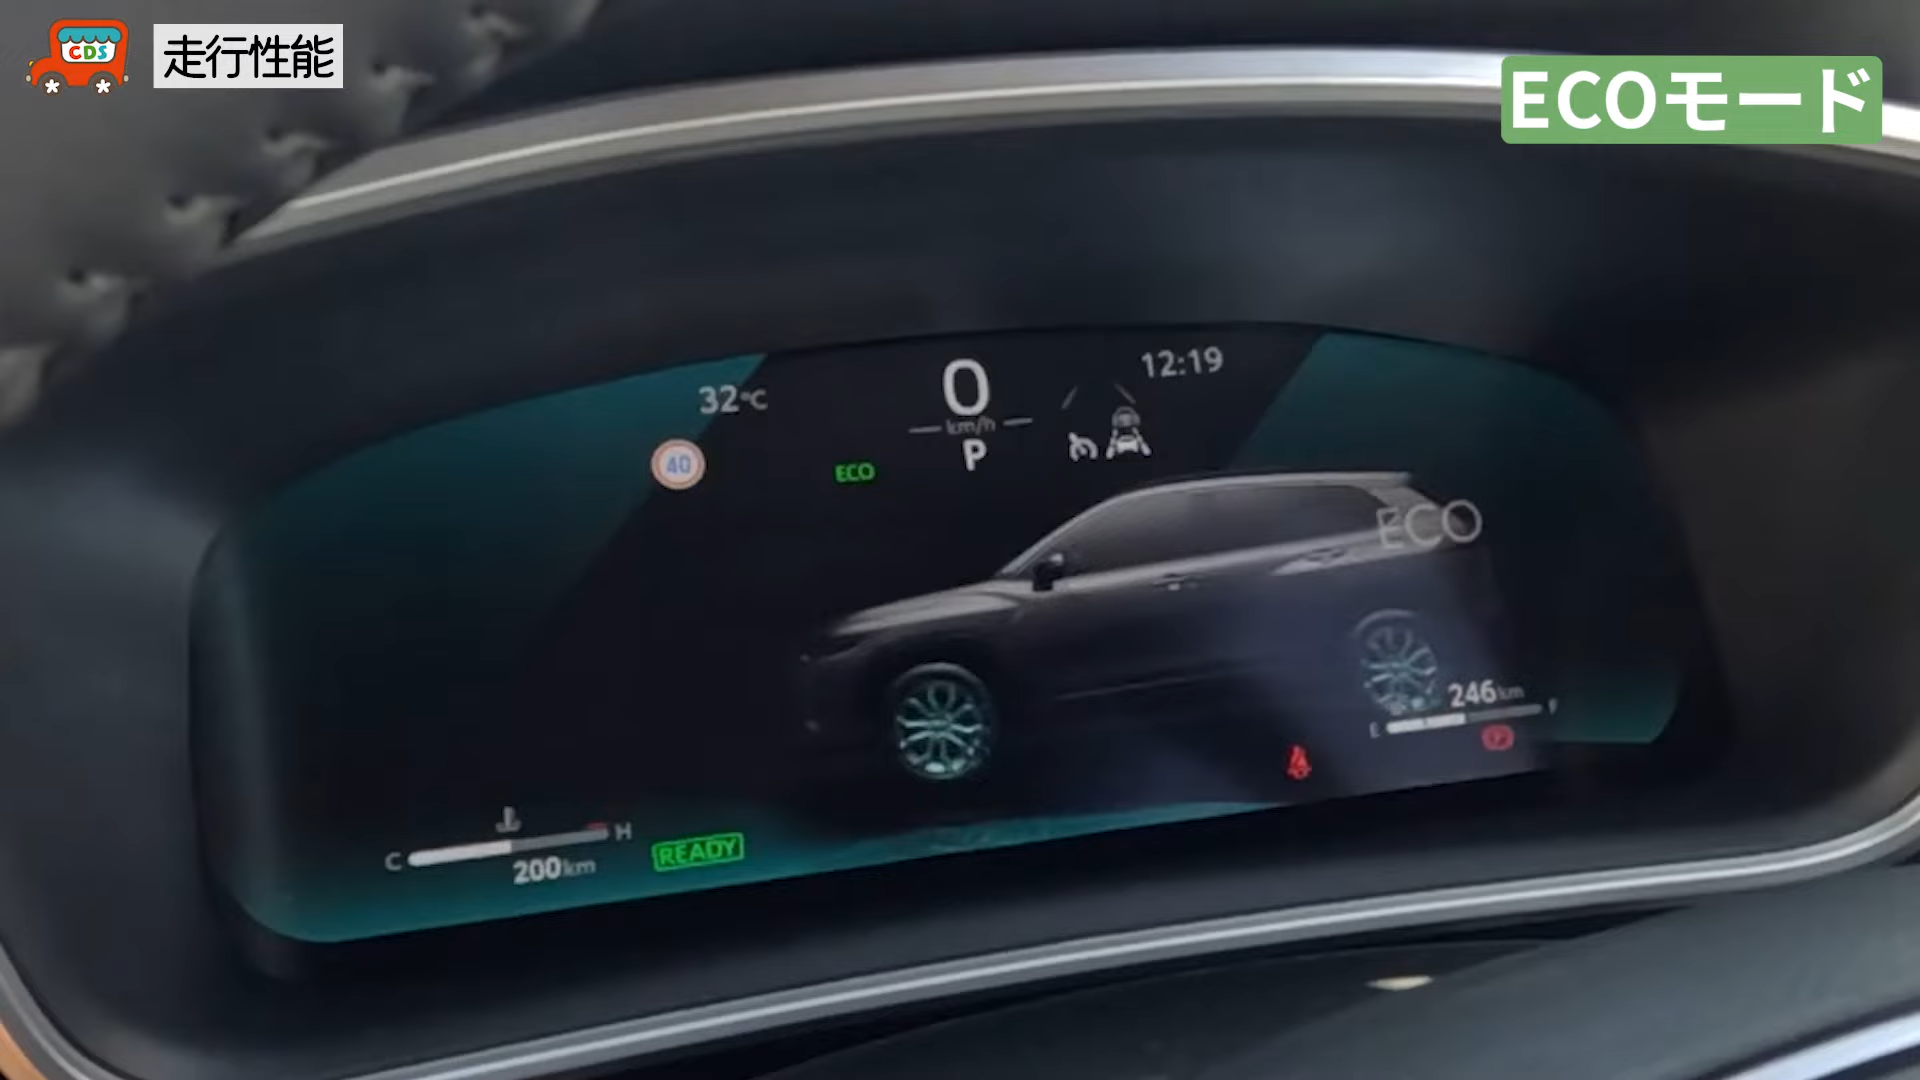 CDS
走行性能
ECOモード
32°C
0
km/h
P
12:19
40
ECO
ECO
246km
E
F
P
C
H
200km
READY